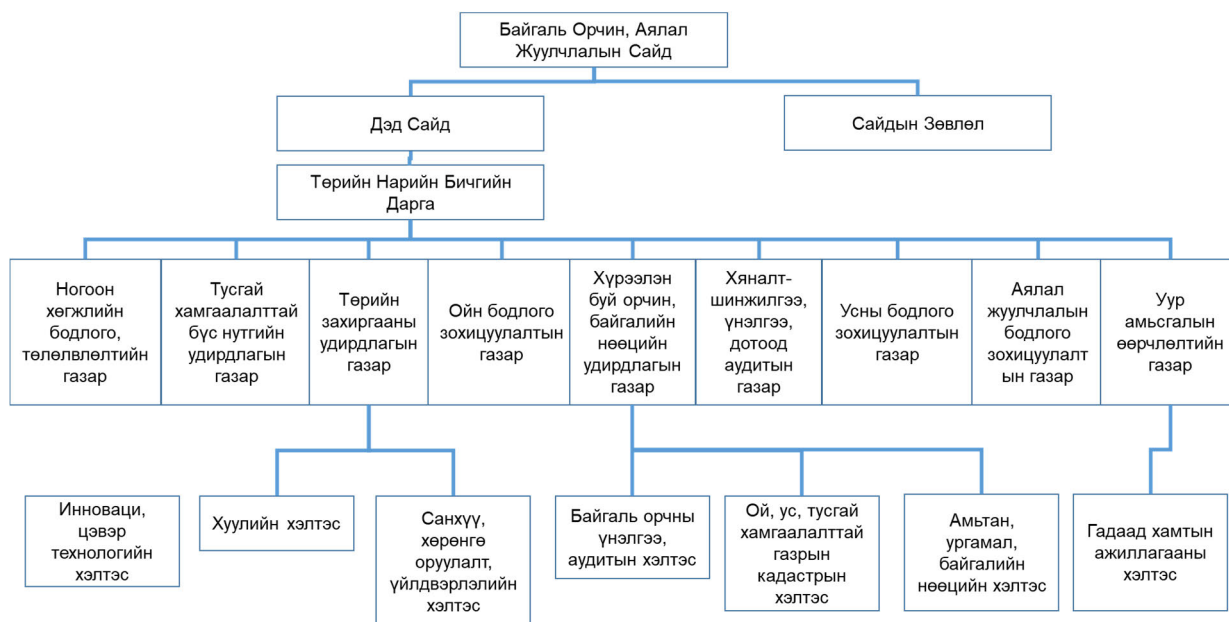 Байгаль Орчин, Аялал
Жуулчлалын Сайд
Дэд Сайд
Сайдын Зөвлөл
Төрийн Нарийн Бичгийн
Дарга
Ногоон
хөгжлийн
бодлого,
төлөлвлөлтийн
газар
Тусгай
хамгаалалттай
бүс нутгийн
удирдлагын
газар
Төрийн
захиргааны
удирдлагын
газар
Ойн бодлого
зохицуулалтын
газар
Хүрээлэн
буй орчин,
байгалийн
нөөцийн
удирдлагын
газар
Хяналт-
шинжилгээ,
үнэлгээ,
дотоод
аудитын
газар
Усны бодлого
зохицуулалтын
газар
Аялал
жуулчлалын
бодлого
зохицуулалт
ын газар
Уур
амьсгалын
өөрчлөлтийн
газар
Инноваци,
цэвэр
технологийн
хэлтэс
Хуулийн хэлтэс
Санхүү,
хөрөнгө
оруулалт,
үйлдвэрлэлийн
хэлтэс
Байгаль орчны
үнэлгээ,
аудитын хэлтэс
Ой, ус, тусгай
хамгаалалттай
газрын
кадастрын
хэлтэс
Амьтан,
ургамал,
байгалийн
нөөцийн хэлтэс
Гадаад хамтын
ажиллагааны
хэлтэс